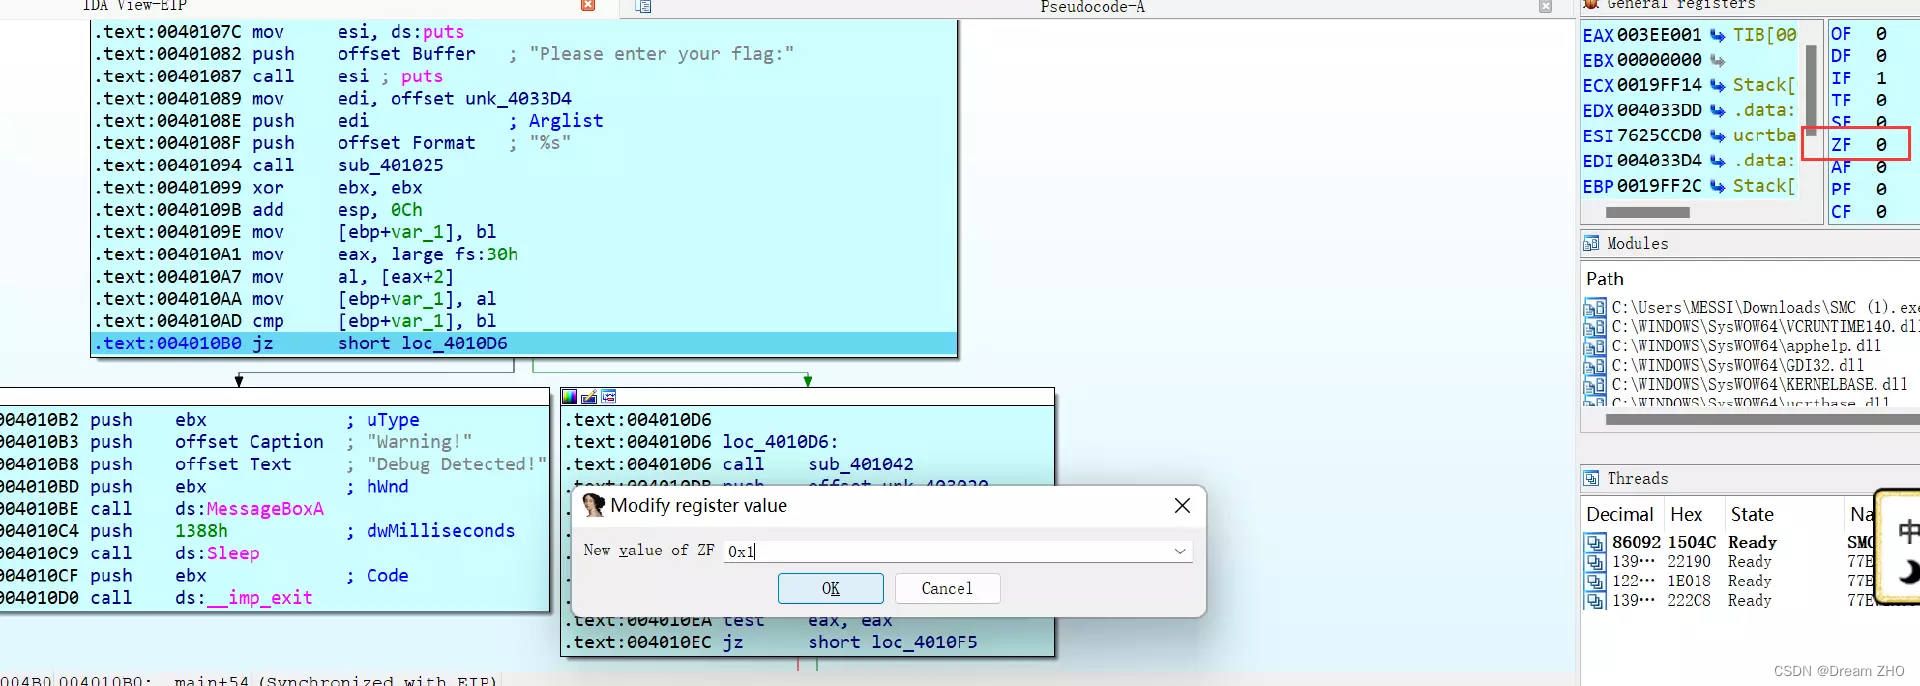 IDA View-EIP
Pseudocode-A
General registers
.text:0040107C mov esi, ds:puts
.text:00401082 push offset Buffer ; "Please enter your flag:"
.text:00401087 call esi ; puts
.text:00401089 mov edi, offset unk_4033D4
.text:0040108E push edi ; Arglist
.text:0040108F push offset Format ; "%s"
.text:00401094 call sub_401025
.text:00401099 xor ebx, ebx
.text:0040109B add esp, 0Ch
.text:0040109E mov [ebp+var_1], bl
.text:004010A1 mov eax, large fs:30h
.text:004010A7 mov al, [eax+2]
.text:004010AA mov [ebp+var_1], al
.text:004010AD cmp [ebp+var_1], bl
.text:004010B0 jz short loc_4010D6
004010B2 push ebx ; uType
004010B3 push offset Caption ; "Warning!"
004010B8 push offset Text ; "Debug Detected!"
004010BD push ebx ; hWnd
004010BE call ds:MessageBoxA
004010C4 push 1388h ; dwMilliseconds
004010C9 call ds:Sleep
004010CF push ebx ; Code
004010D0 call ds:__imp_exit
.text:004010D6
.text:004010D6 loc_4010D6:
.text:004010D6 call sub_401042
.text:004010DB push offset unk_403020
Modify register value
New value of ZF 0x1
OK Cancel
.text:004010EA test eax, eax
.text:004010EC jz short loc_4010F5
004B0 004010B0: main+54 (Synchronized with EIP)
EAX 003EE001 TIB[00
EBX 00000000
ECX 0019FF14 Stack[
EDX 004033DD .data:
ESI 7625CCD0 ucrtba
EDI 004033D4 .data:
EBP 0019FF2C Stack[
OF 0
DF 0
IF 1
TF 0
SF 0
ZF 0
AF 0
PF 0
CF 0
Modules
Path
C:\Users\MESSI\Downloads\SMC (1).exe
C:\WINDOWS\SysWOW64\VCRUNTIME140.dll
C:\WINDOWS\SysWOW64\apphelp.dll
C:\WINDOWS\SysWOW64\GDI32.dll
C:\WINDOWS\SysWOW64\KERNELBASE.dll
C:\WINDOWS\SysWOW64\ucrtbase.dll
Threads
Decimal Hex State Na
86092 1504C Ready SMC
139… 22190 Ready 77E
122… 1E018 Ready 77E
139… 222C8 Ready
中
CSDN @Dream ZHO